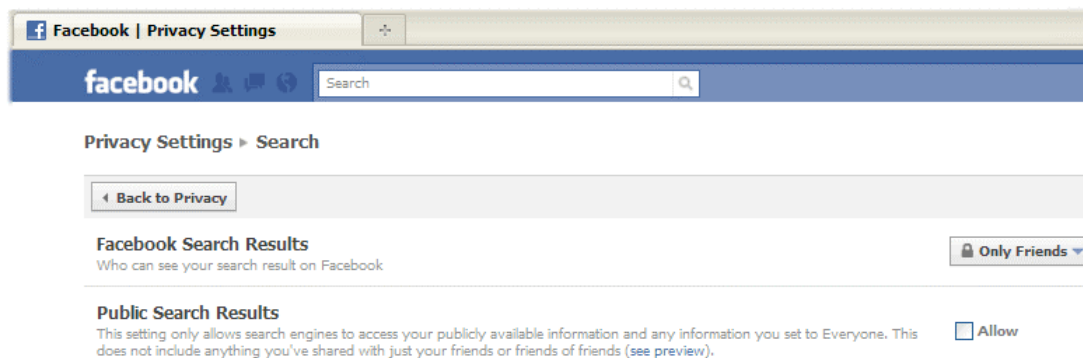 Facebook | Privacy Settings
facebook
Search
Privacy Settings ▸ Search
Back to Privacy
Facebook Search Results
Who can see your search result on Facebook
Only Friends
Public Search Results
This setting only allows search engines to access your publicly available information and any information you set to Everyone. This
does not include anything you've shared with just your friends or friends of friends (see preview).
Allow